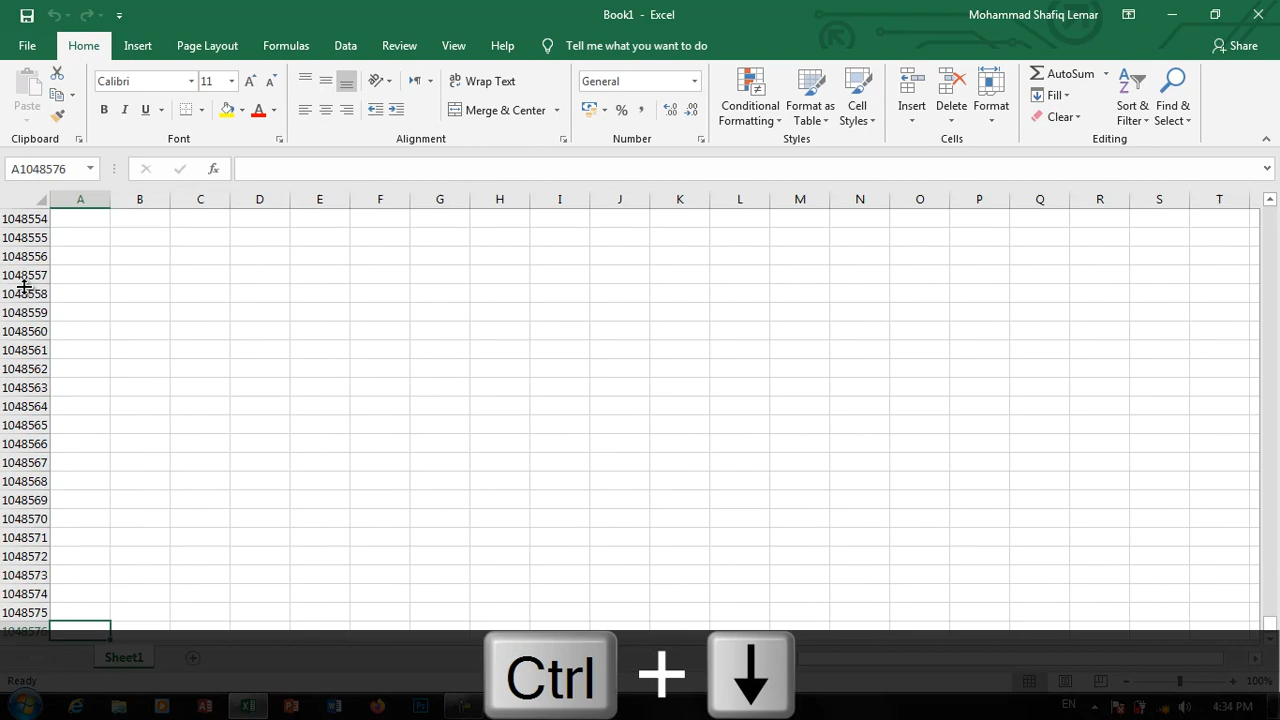 Book1 - Excel
Mohammad Shafiq Lemar
File Home Insert Page Layout Formulas Data Review View Help Tell me what you want to do Share
Paste
Clipboard
Calibri 11
B I U A
Font
Wrap Text
Merge & Center
Alignment
General
% ,
Number
Conditional Formatting
Format as Table
Cell Styles
Styles
Insert
Delete
Format
Cells
AutoSum
Fill
Clear
Sort & Filter
Find & Select
Editing
A1048576 fx
A B C D E F G H I J K L M N O P Q R S T
1048554
1048555
1048556
1048557
1048558
1048559
1048560
1048561
1048562
1048563
1048564
1048565
1048566
1048567
1048568
1048569
1048570
1048571
1048572
1048573
1048574
1048575
1048576
Sheet1
Ready
100%
Ctrl + ↓
EN 4:34 PM